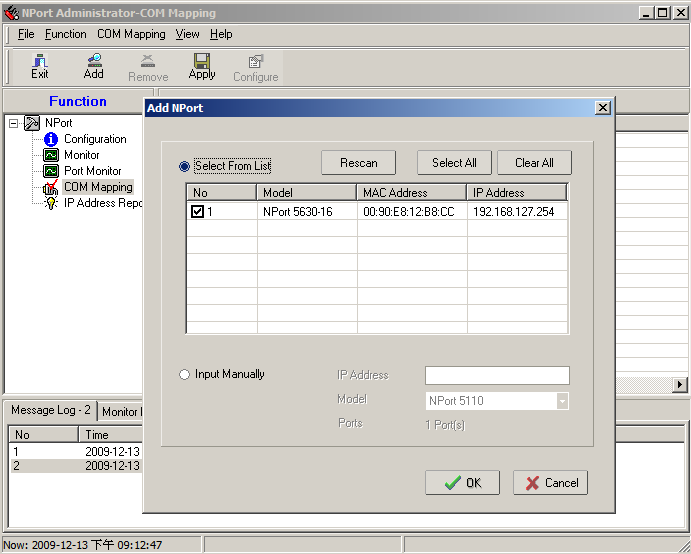 NPort Administrator-COM Mapping
File Function COM Mapping View Help
Exit Add Remove Apply Configure
Function
NPort
Configuration
Monitor
Port Monitor
COM Mapping
IP Address Repo
Add NPort
Select From List Rescan Select All Clear All
No Model MAC Address IP Address
1 NPort 5630-16 00:90:E8:12:B8:CC 192.168.127.254
Input Manually
IP Address
Model NPort 5110
Ports 1 Port(s)
OK Cancel
Message Log - 2 Monitor
No Time
1 2009-12-13
2 2009-12-13
Now: 2009-12-13 下午 09:12:47